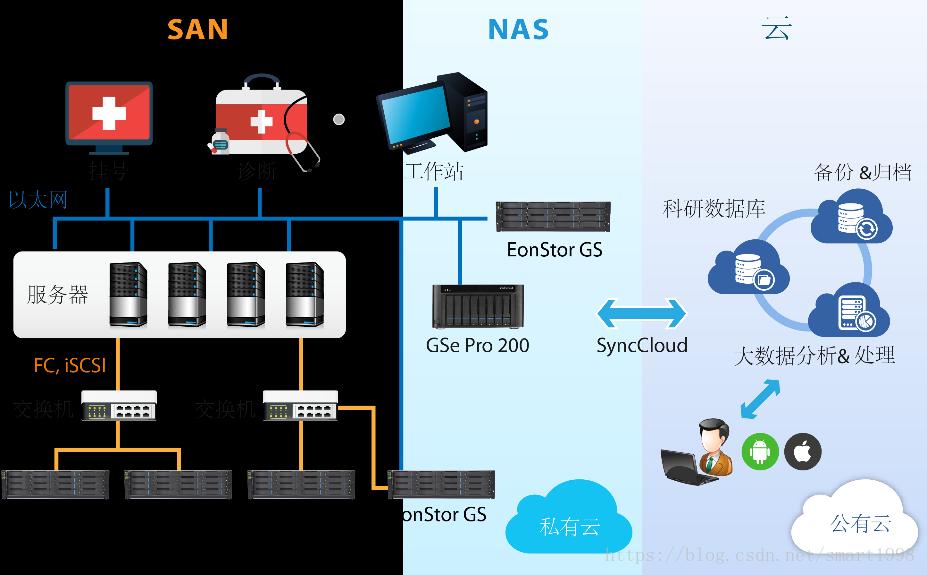 SAN
NAS
云
挂号
诊断
工作站
备份 &归档
以太网
科研数据库
EonStor GS
服务器
GSe Pro 200
SyncCloud
大数据分析& 处理
FC, iSCSI
交换机
交换机
onStor GS
私有云
公有云
https://blog.csdn.net/smart1998